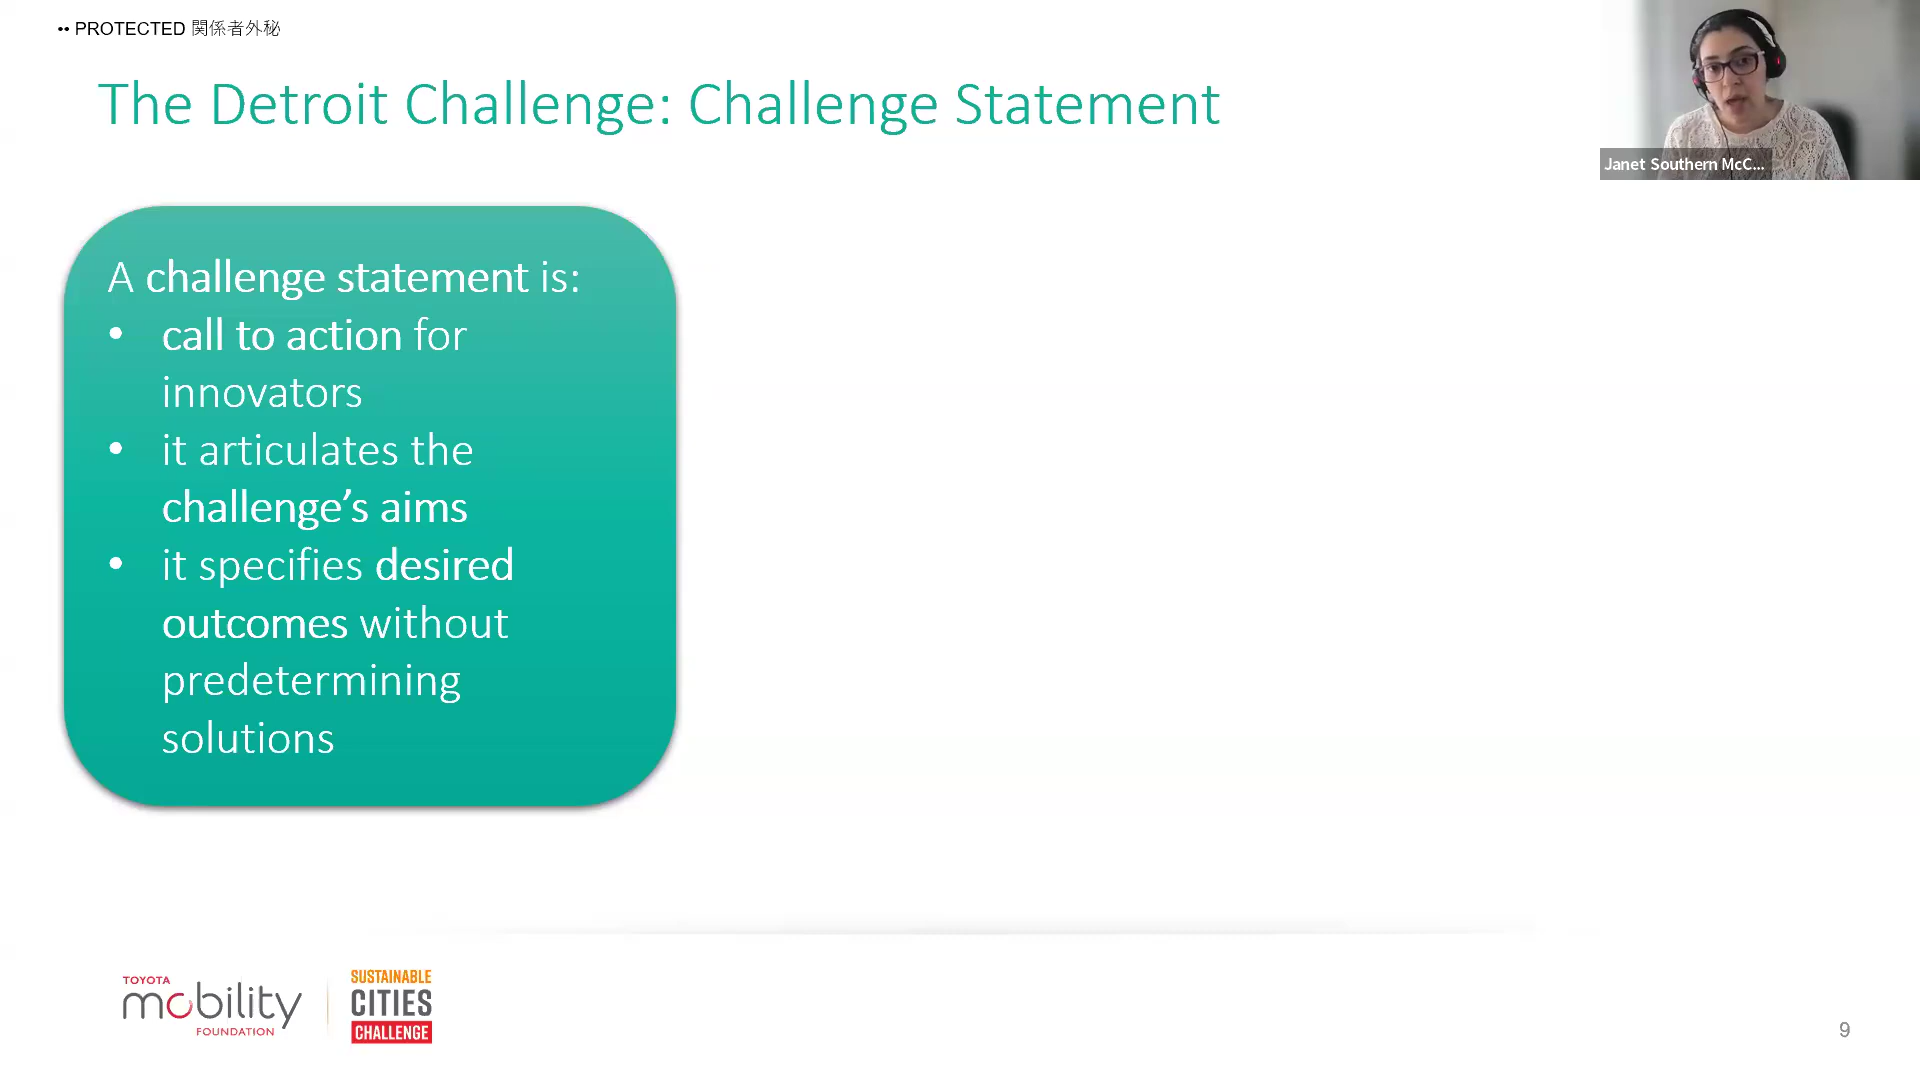 •• PROTECTED 関係者外秘
The Detroit Challenge: Challenge Statement
Janet Southern McC...
A challenge statement is:
• call to action for
innovators
• it articulates the
challenge’s aims
• it specifies desired
outcomes without
predetermining
solutions
TOYOTA
mobility
FOUNDATION
SUSTAINABLE
CITIES
CHALLENGE
9